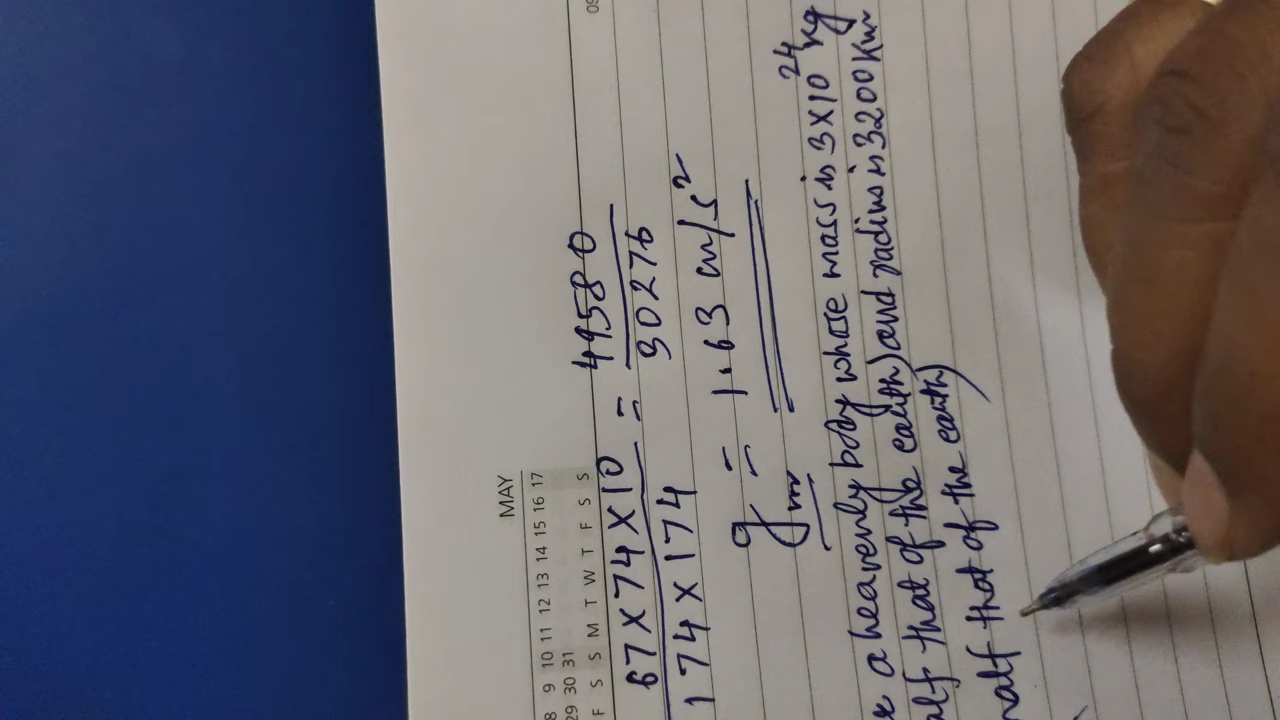 MAY
8 9 10 11 12 13 14 15 16 17
29 30 31
F S S M T W T F S S
67 X 74 X 10 = 49580
174 X 174 30276
gm = 1.63 m/s2
a heavenly body whose mass is 3X10 24 kg
half that of the earth) and radius is 3200 Km
half that of the earth)